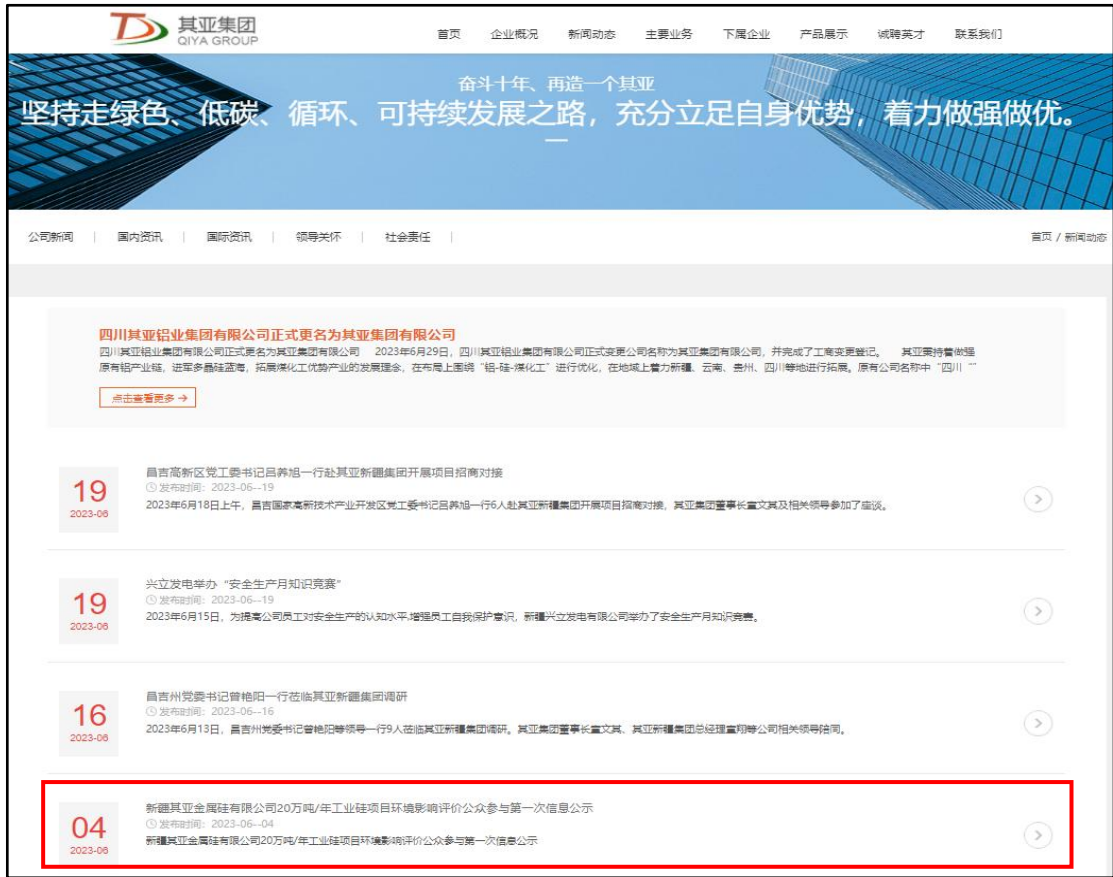 其亚集团
QIYA GROUP
首页 企业概况 新闻动态 主要业务 下属企业 产品展示 诚聘英才 联系我们
奋斗十年、再造一个其亚
坚持走绿色、低碳、循环、可持续发展之路，充分立足自身优势，着力做强做优。
公司新闻 | 国内资讯 | 国际资讯 | 领导关怀 | 社会责任 |
首页 / 新闻动态
四川其亚铝业集团有限公司正式更名为其亚集团有限公司
四川其亚铝业集团有限公司正式更名为其亚集团有限公司 2023年6月29日，四川其亚铝业集团有限公司正式变更公司名称为其亚集团有限公司，并完成了工商变更登记。 其亚秉持着做强
原有铝产业链，进军多晶硅蓝海，拓展煤化工优势产业的发展理念，在布局上围绕“铝-硅-煤化工”进行优化，在地域上着力新疆、云南、贵州、四川等地进行拓展。原有公司名称中“四川 ”“
点击查看更多 →
19
2023-06
昌吉高新区党工委书记吕养旭一行赴其亚新疆集团开展项目招商对接
发布时间：2023-06--19
2023年6月18日上午，昌吉国家高新技术产业开发区党工委书记吕养旭一行6人赴其亚新疆集团开展项目招商对接，其亚集团董事长童文其及相关领导参加了座谈。
19
2023-06
兴立发电举办“安全生产月知识竞赛”
发布时间：2023-06--19
2023年6月15日，为提高公司员工对安全生产的认知水平,增强员工自我保护意识，新疆兴立发电有限公司举办了安全生产月知识竞赛。
16
2023-06
昌吉州党委书记曾艳阳一行莅临其亚新疆集团调研
发布时间：2023-06--16
2023年6月13日，昌吉州党委书记曾艳阳等领导一行9人莅临其亚新疆集团调研。其亚集团董事长童文其、其亚新疆集团总经理童翔等公司相关领导陪同。
04
2023-06
新疆其亚金属硅有限公司20万吨/年工业硅项目环境影响评价公众参与第一次信息公示
发布时间：2023-06--04
新疆其亚金属硅有限公司20万吨/年工业硅项目环境影响评价公众参与第一次信息公示